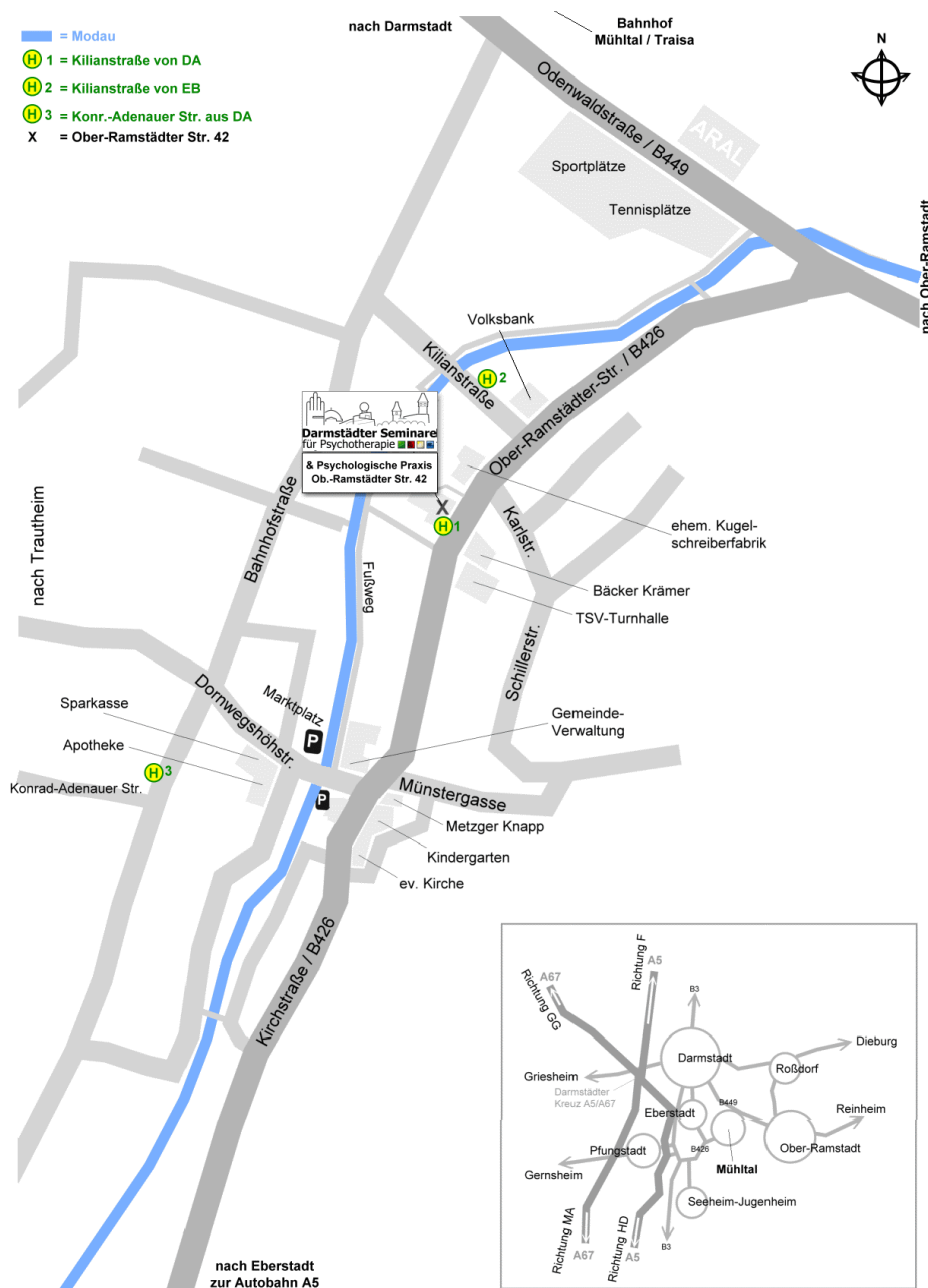 nach Darmstadt
Bahnhof
Mühltal / Traisa
= Modau
H 1 = Kilianstraße von DA
H 2 = Kilianstraße von EB
H 3 = Konr.-Adenauer Str. aus DA
X = Ober-Ramstädter Str. 42
N
Odenwaldstraße / B449
ARAL
Sportplätze
Tennisplätze
nach Ober-Ramstadt
Volksbank
Kilianstraße
H 2
Ober-Ramstädter-Str. / B426
Darmstädter Seminare
für Psychotherapie
& Psychologische Praxis
Ob.-Ramstädter Str. 42
X
H 1
Karlstr.
ehem. Kugel-
schreiberfabrik
Bäcker Krämer
TSV-Turnhalle
Schillerstr.
nach Trautheim
Bahnhofstraße
Fußweg
Dornwegshöhstr.
Marktplatz
P
Sparkasse
Apotheke
H 3
Konrad-Adenauer Str.
Gemeinde-
Verwaltung
Münstergasse
P
Metzger Knapp
Kindergarten
ev. Kirche
Kirchstraße / B426
nach Eberstadt
zur Autobahn A5
A67
Richtung GG
Richtung F
A5
B3
Darmstadt
Dieburg
Roßdorf
Griesheim
Darmstädter
Kreuz A5/A67
Eberstadt
B449
Reinheim
Ober-Ramstadt
Pfungstadt
B426
Mühltal
Gernsheim
Seeheim-Jugenheim
Richtung MA
A67
Richtung HD
A5
B3